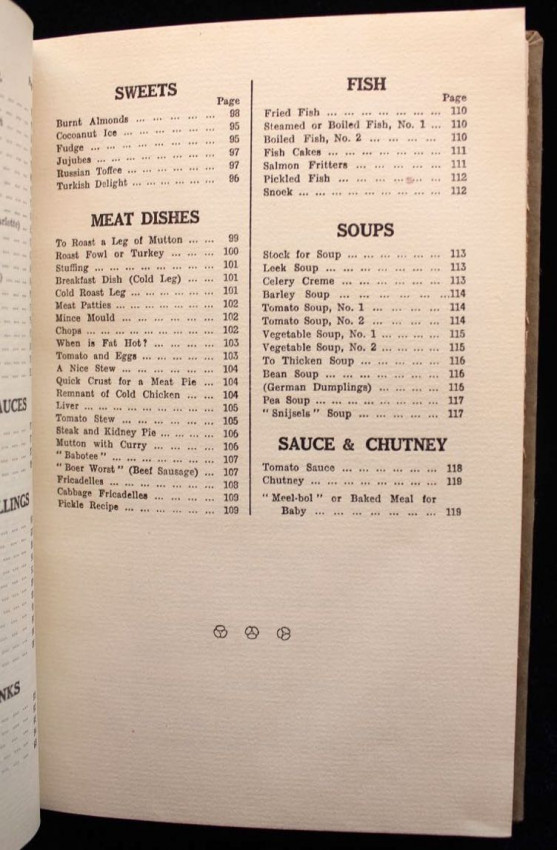 SWEETS
Page
Burnt Almonds ... ... ... ... ... 98
Cocoanut Ice ... ... ... ... ... ... 95
Fudge ... ... ... ... ... ... ... ... 95
Jujubes ... ... ... ... ... ... ... 97
Russian Toffee ... ... ... ... ... 97
Turkish Delight ... ... ... ... ... 96
MEAT DISHES
To Roast a Leg of Mutton ... ... 99
Roast Fowl or Turkey ... ... ... 100
Stuffing ... ... ... ... ... ... ... 101
Breakfast Dish (Cold Leg) ... ... 101
Cold Roast Leg ... ... ... ... ... 101
Meat Patties ... ... ... ... ... ... 102
Mince Mould ... ... ... ... ... ... 102
Chops ... ... ... ... ... ... ... ... 102
When is Fat Hot? ... ... ... ... 103
Tomato and Eggs ... ... ... ... ... 103
A Nice Stew ... ... ... ... ... ... 104
Quick Crust for a Meat Pie ... ... 104
Remnant of Cold Chicken ... ... ... 104
Liver ... ... ... ... ... ... ... ... 105
Tomato Stew ... ... ... ... ... ... 105
Steak and Kidney Pie ... ... ... ... 106
Mutton with Curry ... ... ... ... 106
"Babotee" ... ... ... ... ... ... ... 107
"Boer Worst" (Beef Sausage) ... 107
Fricadelles ... ... ... ... ... ... 108
Cabbage Fricadelles ... ... ... ... 109
Pickle Recipe ... ... ... ... ... ... 109
FISH
Page
Fried Fish ... ... ... ... ... ... ... 110
Steamed or Boiled Fish, No. 1 ... 110
Boiled Fish, No. 2 ... ... ... ... 110
Fish Cakes ... ... ... ... ... ... 111
Salmon Fritters ... ... ... ... ... 111
Pickled Fish ... ... ... ... ... ... 112
Snoek ... ... ... ... ... ... ... ... 112
SOUPS
Stock for Soup ... ... ... ... ... 113
Leek Soup ... ... ... ... ... ... ... 113
Celery Creme ... ... ... ... ... ... 113
Barley Soup ... ... ... ... ... ... ...114
Tomato Soup, No. 1 ... ... ... ... 114
Tomato Soup, No. 2 ... ... ... ... 114
Vegetable Soup, No. 1 ... ... ... 115
Vegetable Soup, No. 2 ... ... ... 115
To Thicken Soup ... ... ... ... ... 116
Bean Soup ... ... ... ... ... ... ... 116
(German Dumplings) ... ... ... ... 116
Pea Soup ... ... ... ... ... ... ... 117
"Snijsels" Soup ... ... ... ... ... 117
SAUCE & CHUTNEY
Tomato Sauce ... ... ... ... ... ... 118
Chutney ... ... ... ... ... ... ... ... 119
"Meel-bol" or Baked Meal for
Baby ... ... ... ... ... ... ... ... 119